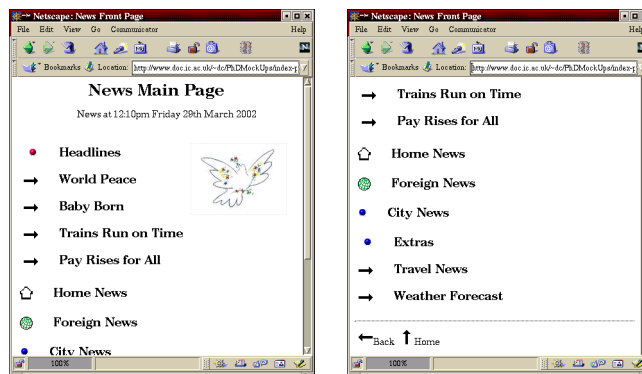 Netscape: News Front Page
File Edit View Go Communicator Help
Bookmarks Location: http://www.doc.ic.ac.uk/~dc/PhDMockUps/index-p
News Main Page
News at 12:10pm Friday 29th March 2002
Headlines
World Peace
Baby Born
Trains Run on Time
Pay Rises for All
Home News
Foreign News
City News
100%
Netscape: News Front Page
File Edit View Go Communicator Help
Bookmarks Location: http://www.doc.ic.ac.uk/~dc/PhDMockUps/index-p
Trains Run on Time
Pay Rises for All
Home News
Foreign News
City News
Extras
Travel News
Weather Forecast
Back Home
100%